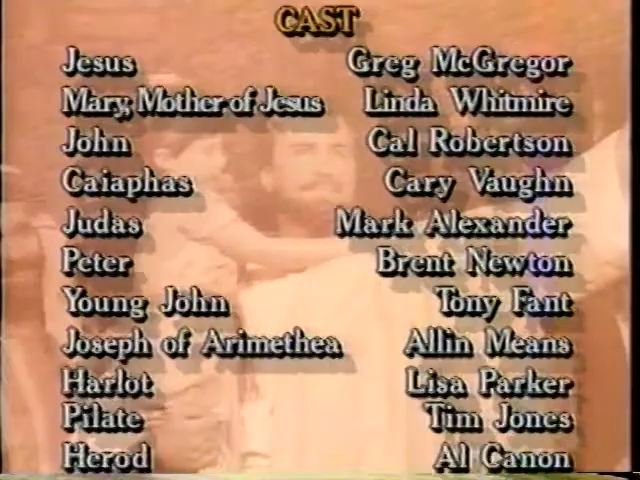 CAST
Jesus Greg McGregor
Mary, Mother of Jesus Linda Whitmire
John Cal Robertson
Caiaphas Cary Vaughn
Judas Mark Alexander
Peter Brent Newton
Young John Tony Fant
Joseph of Arimethea Allin Means
Harlot Lisa Parker
Pilate Tim Jones
Herod Al Canon